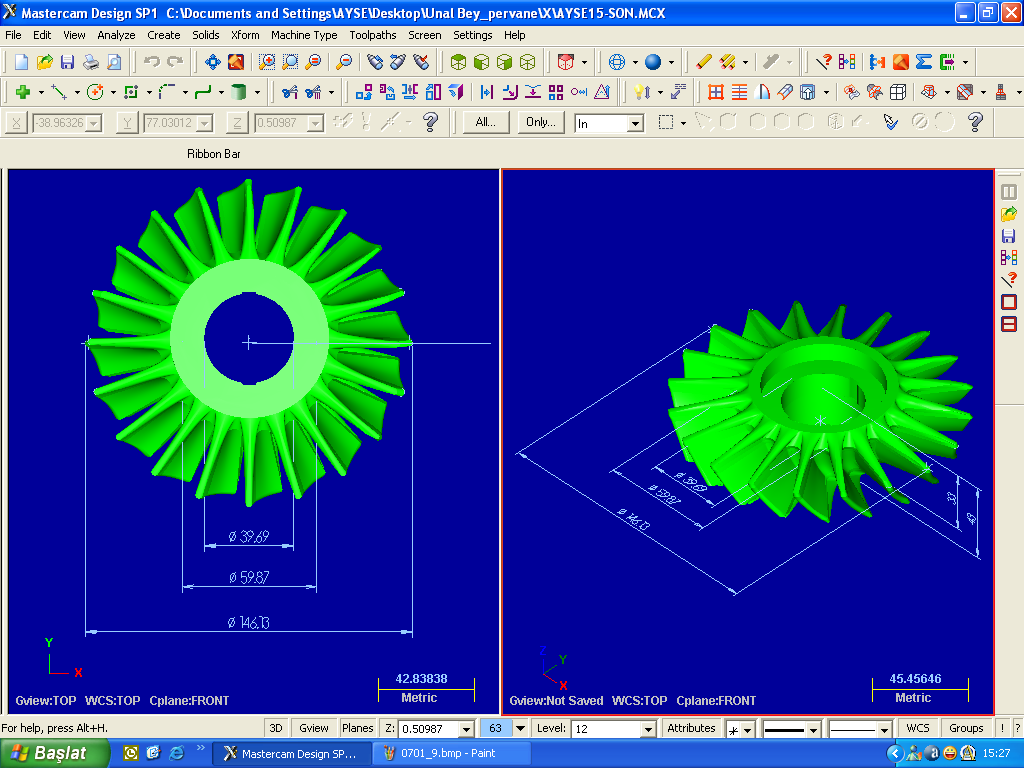 Mastercam Design SP1 C:\Documents and Settings\AYSE\Desktop\Unal Bey_pervane\X\AYSE15-SON.MCX
File Edit View Analyze Create Solids Xform Machine Type Toolpaths Screen Settings Help
X -38.96326 Y 77.03012 Z 0.50987 All... Only... In
Ribbon Bar
Ø 39.69
Ø 59.87
Ø 146.13
Ø 39.69
Ø 59.87
Ø 146.13
33
43
Y
X
42.83838
Metric
Gview:TOP WCS:TOP Cplane:FRONT
Z
Y
X
45.45646
Metric
Gview:Not Saved WCS:TOP Cplane:FRONT
For help, press Alt+H. 3D Gview Planes Z: 0.50987 63 Level: 12 Attributes WCS Groups ! ?
Başlat Mastercam Design SP... 0701_9.bmp - Paint 15:27